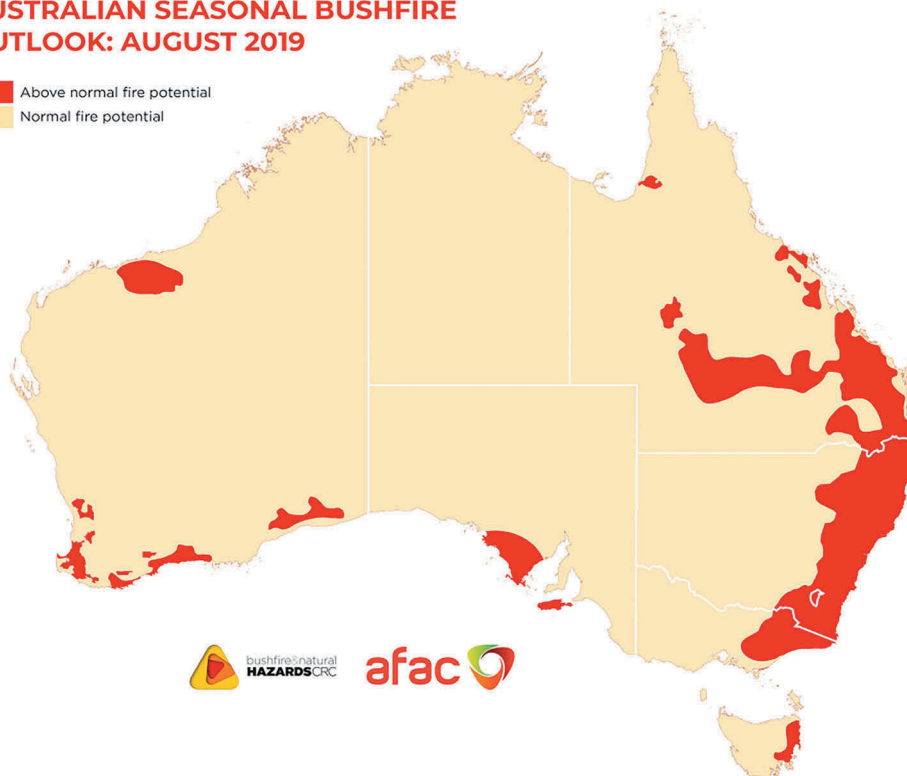 USTRALIAN SEASONAL BUSHFIRE
UTLOOK: AUGUST 2019
Above normal fire potential
Normal fire potential
bushfire&natural
HAZARDSCRC
afac